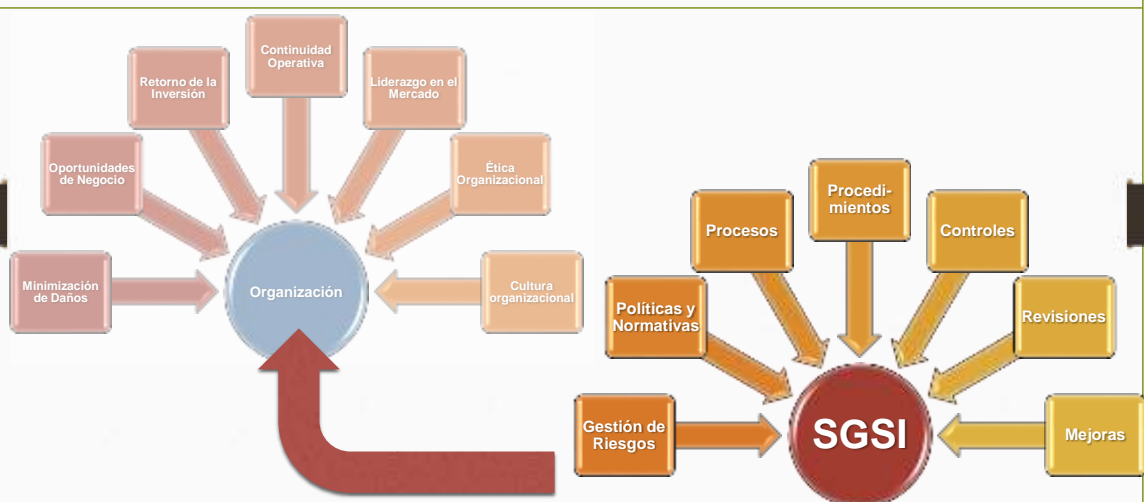 Continuidad
Operativa
Retorno de la
Inversión
Liderazgo en el
Mercado
Oportunidades
de Negocio
Ética
Organizacional
Minimización
de Daños
Organización
Cultura
organizacional
Procedi-
mientos
Procesos
Controles
Políticas y
Normativas
Revisiones
Gestión de
Riesgos
SGSI
Mejoras